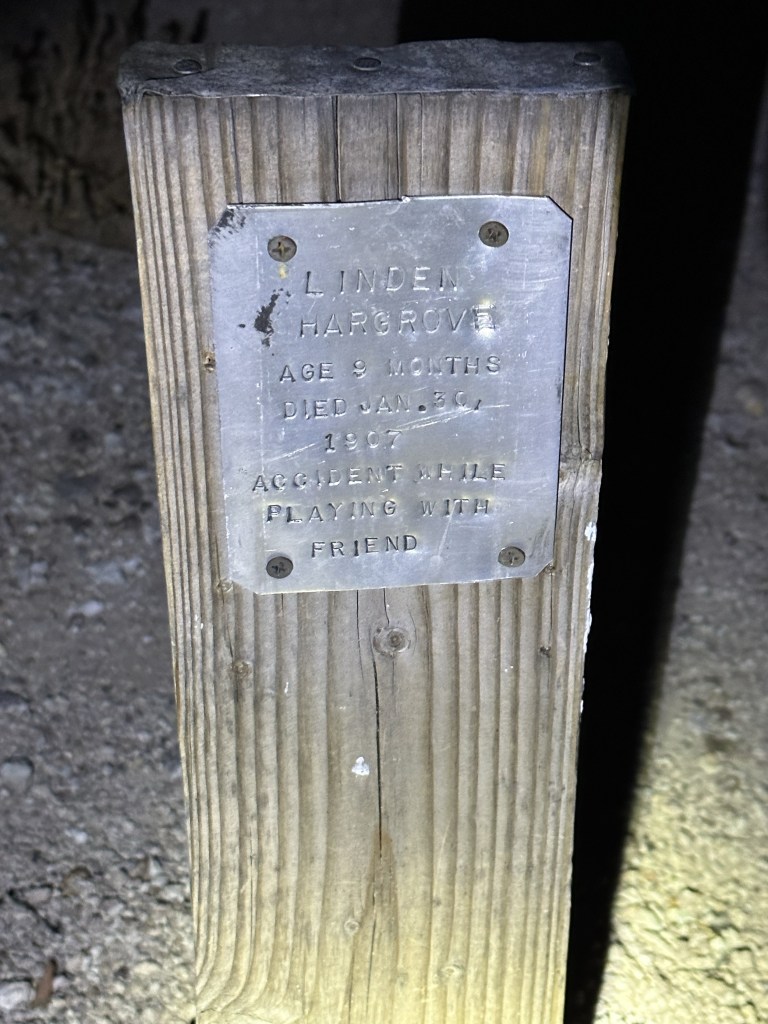 LINDEN
HARGROVE
AGE 9 MONTHS
DIED JAN. 30,
1907
ACCIDENT WHILE
PLAYING WITH
FRIEND